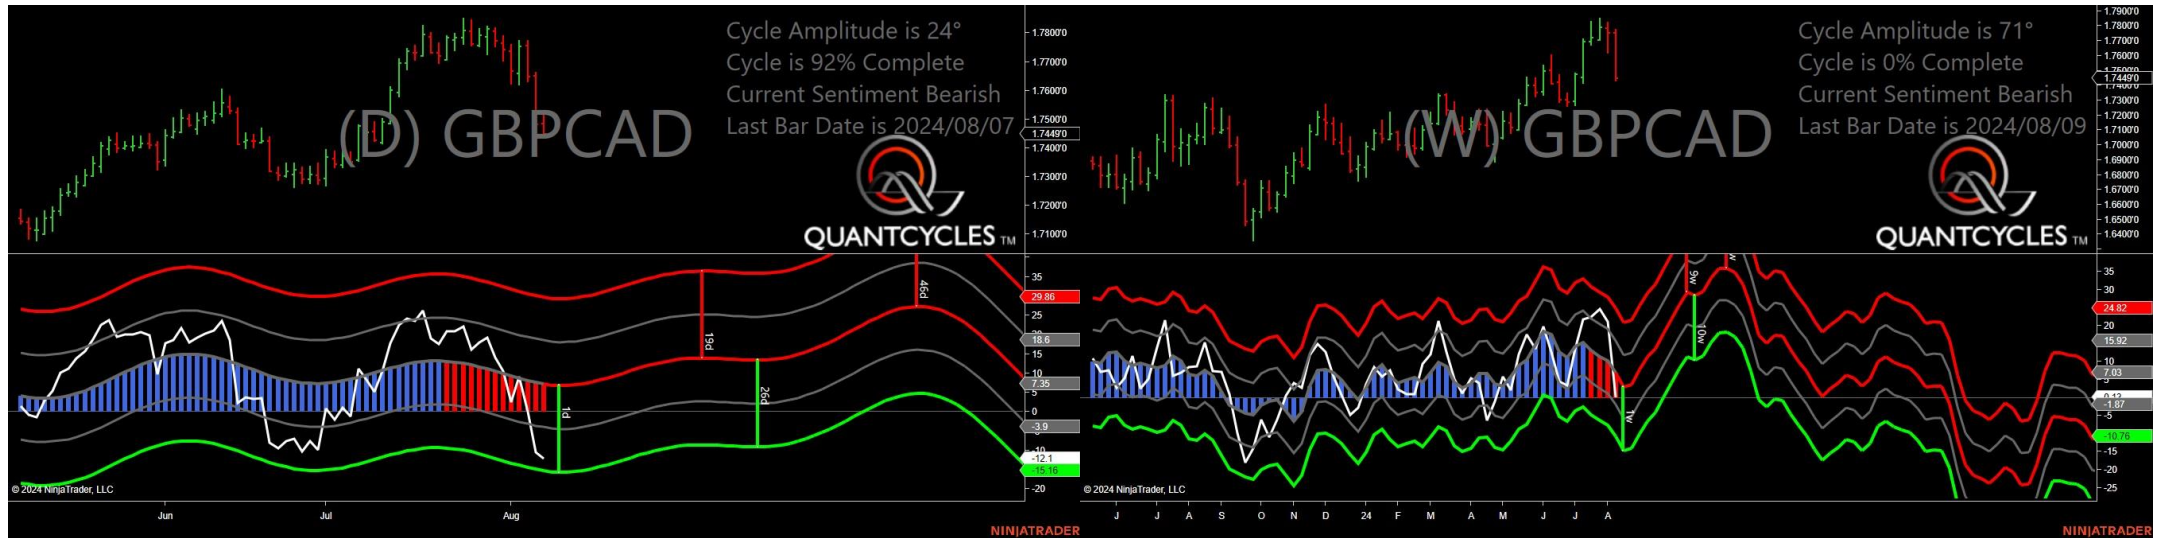 Cycle Amplitude is 24°
Cycle is 92% Complete
Current Sentiment Bearish
Last Bar Date is 2024/08/07
(D) GBPCAD
QUANTCYCLES TM
1.7800'0
1.7700'0
1.7600'0
1.7500'0
1.7449'0
1.7400'0
1.7300'0
1.7200'0
1.7100'0
46d
19d
26d
1d
35
29.86
25
18.6
15
10
7.35
5
0
-3.9
-10
-12.1
-15.16
-20
© 2024 NinjaTrader, LLC
Jun
Jul
Aug
NINJATRADER
Cycle Amplitude is 71°
Cycle is 0% Complete
Current Sentiment Bearish
Last Bar Date is 2024/08/09
(W) GBPCAD
QUANTCYCLES TM
1.7900'0
1.7800'0
1.7700'0
1.7600'0
1.7449'0
1.7300'0
1.7200'0
1.7100'0
1.7000'0
1.6900'0
1.6800'0
1.6700'0
1.6600'0
1.6500'0
1.6400'0
9w
10w
1w
35
30
24.82
20
15.92
10
7.03
-1.87
-5
-10.76
-15
-20
-25
© 2024 NinjaTrader, LLC
J
J
A
S
O
N
D
24
F
M
A
M
J
J
A
NINJATRADER